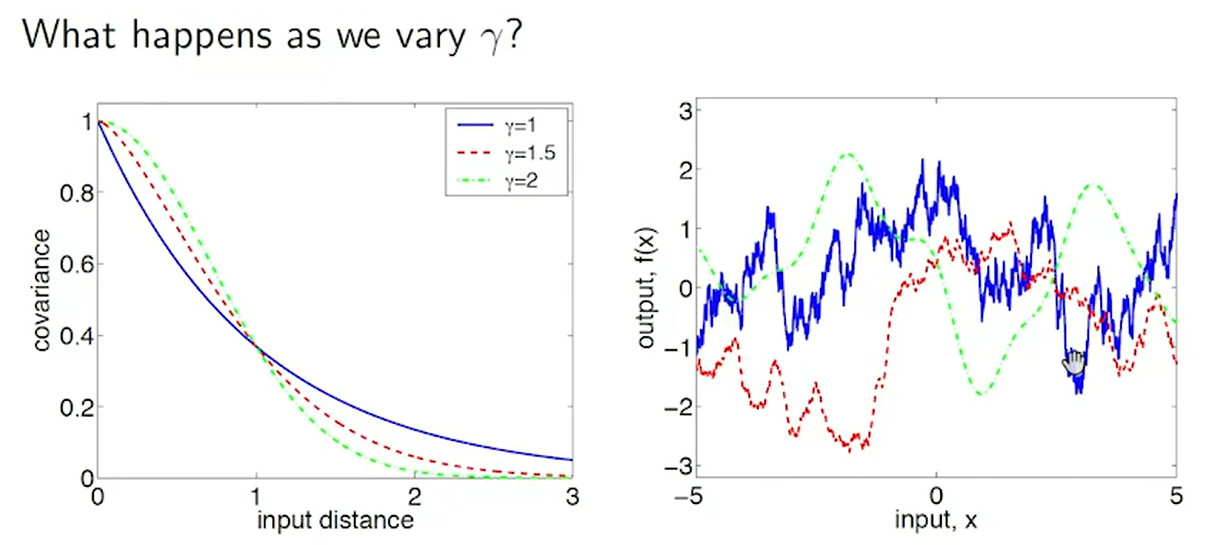 What happens as we vary γ?
1
0.8
0.6
0.4
0.2
0
covariance
γ=1
γ=1.5
γ=2
0 1 2 3
input distance
3
2
1
0
−1
−2
−3
output, f(x)
−5 0 5
input, x